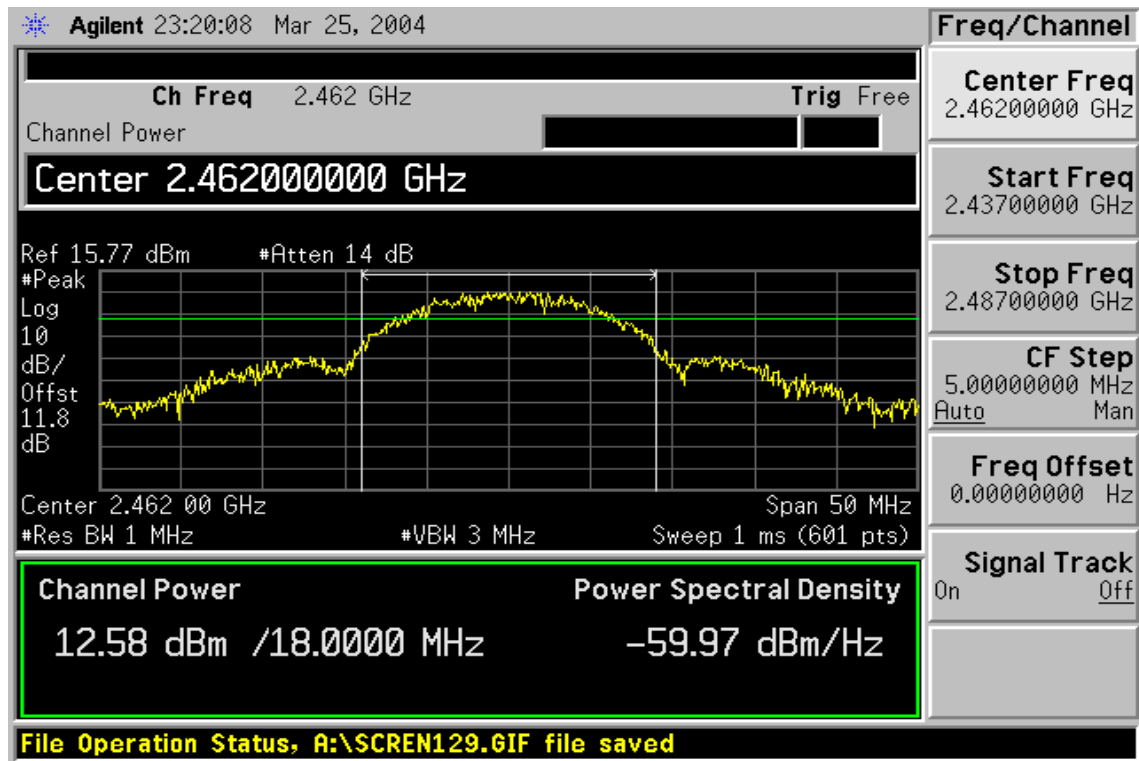 Agilent 23:20:08 Mar 25, 2004
Freq/Channel
Ch Freq 2.462 GHz Trig Free
Channel Power
Center 2.462000000 GHz
Ref 15.77 dBm #Atten 14 dB
#Peak
Log
10
dB/
Offst
11.8
dB
Center 2.462 00 GHz Span 50 MHz
#Res BW 1 MHz #VBW 3 MHz Sweep 1 ms (601 pts)
Channel Power Power Spectral Density
12.58 dBm /18.0000 MHz -59.97 dBm/Hz
File Operation Status, A:\SCREN129.GIF file saved
Center Freq
2.46200000 GHz
Start Freq
2.43700000 GHz
Stop Freq
2.48700000 GHz
CF Step
5.00000000 MHz
Auto Man
Freq Offset
0.00000000 Hz
Signal Track
On Off